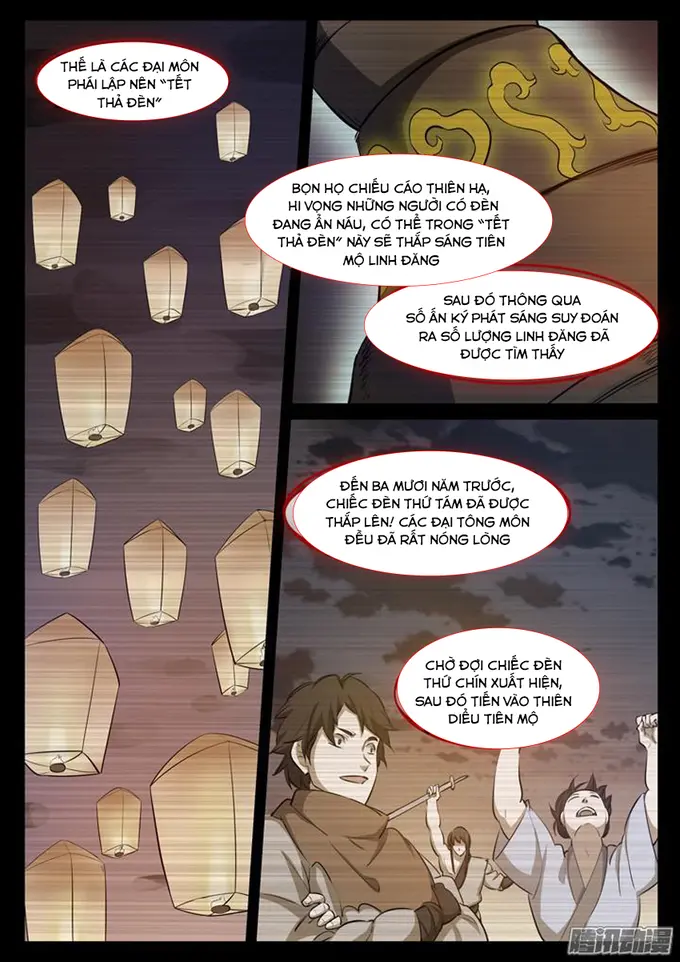 THẾ LÀ CÁC ĐẠI MÔN
PHÁI LẬP NÊN "TẾT
THẢ ĐÈN"
BỌN HỌ CHIẾU CÁO THIÊN HẠ,
HI VỌNG NHỮNG NGƯỜI CÓ ĐÈN
ĐANG ẨN NÁU, CÓ THỂ TRONG "TẾT
THẢ ĐÈN" NÀY SẼ THẮP SÁNG TIÊN
MỘ LINH ĐĂNG
SAU ĐÓ THÔNG QUA
SỐ ẤN KÝ PHÁT SÁNG SUY ĐOÁN
RA SỐ LƯỢNG LINH ĐĂNG ĐÃ
ĐƯỢC TÌM THẤY
ĐẾN BA MƯƠI NĂM TRƯỚC,
CHIẾC ĐÈN THỨ TÁM ĐÃ ĐƯỢC
THẮP LÊN! CÁC ĐẠI TÔNG MÔN
ĐỀU ĐÃ RẤT NÓNG LÒNG
CHỜ ĐỢI CHIẾC ĐÈN
THỨ CHÍN XUẤT HIỆN,
SAU ĐÓ TIẾN VÀO THIÊN
DIỂU TIÊN MỘ
腾讯动漫